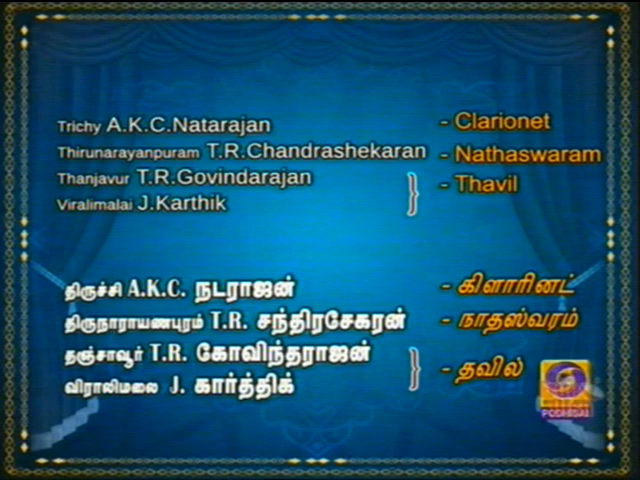 Trichy A.K.C.Natarajan - Clarionet
Thirunarayanpuram T.R.Chandrashekaran - Nathaswaram
Thanjavur T.R.Govindarajan } - Thavil
Viralimalai J.Karthik
திருச்சி A.K.C. நடராஜன் - கிளாரினட்
திருநாராயணபுரம் T.R. சந்திரசேகரன் - நாதஸ்வரம்
தஞ்சாவூர் T.R. கோவிந்தராஜன் } - தவில்
விராலிமலை J. கார்த்திக்
PODHIGAI